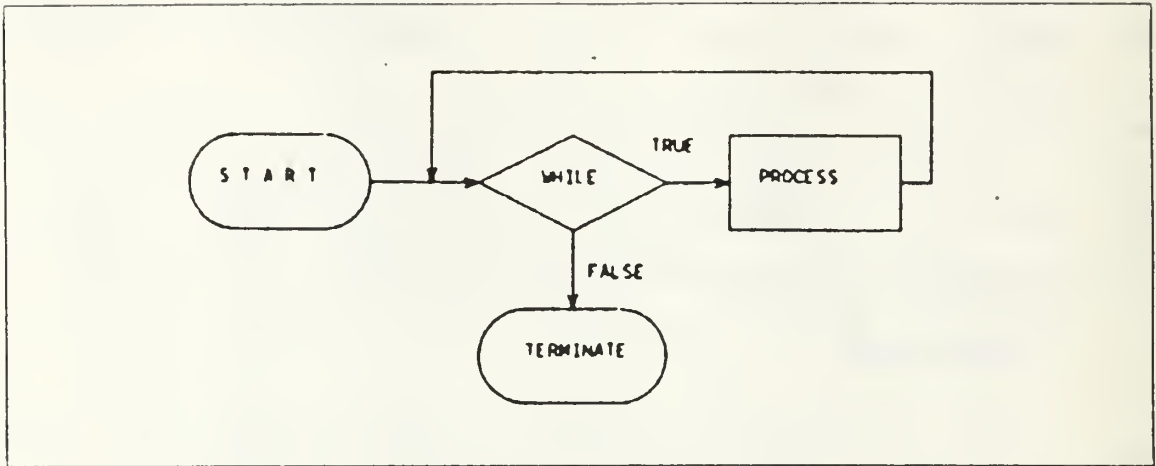 START
WHILE
TRUE
PROCESS
FALSE
TERMINATE